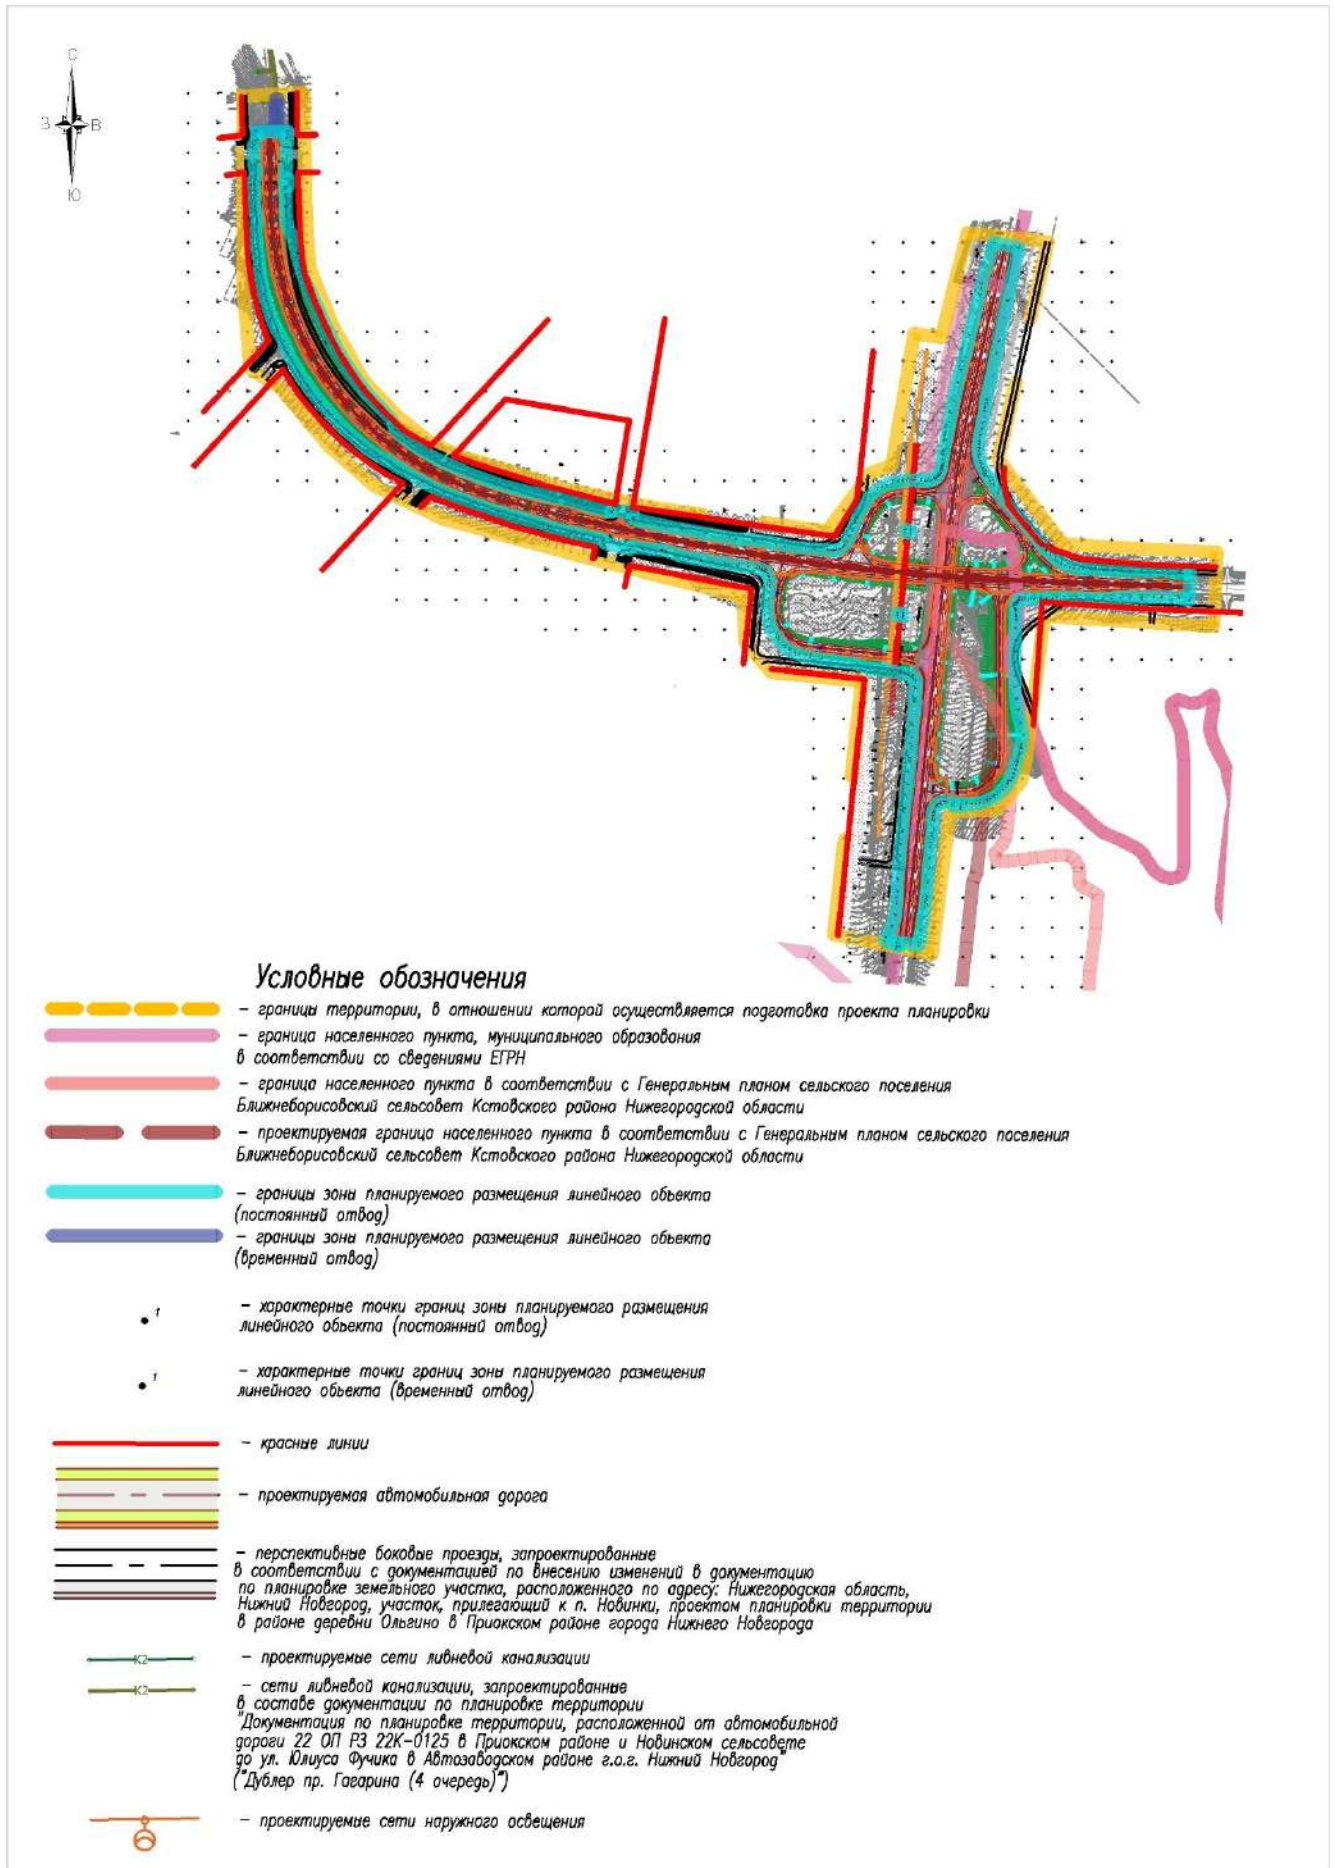 С
З В
Ю
Условные обозначения
– границы территории, в отношении которой осуществляется подготовка проекта планировки
– граница населенного пункта, муниципального образования
в соответствии со сведениями ЕГРН
– граница населенного пункта в соответствии с Генеральным планом сельского поселения
Ближнеборисовский сельсовет Кстовского района Нижегородской области
– проектируемая граница населенного пункта в соответствии с Генеральным планом сельского поселения
Ближнеборисовский сельсовет Кстовского района Нижегородской области
– границы зоны планируемого размещения линейного объекта
(постоянный отвод)
– границы зоны планируемого размещения линейного объекта
(временный отвод)
1
– характерные точки границ зоны планируемого размещения
линейного объекта (постоянный отвод)
1
– характерные точки границ зоны планируемого размещения
линейного объекта (временный отвод)
– красные линии
– проектируемая автомобильная дорога
– перспективные боковые проезды, запроектированные
в соответствии с документацией по внесению изменений в документацию
по планировке земельного участка, расположенного по адресу: Нижегородская область,
Нижний Новгород, участок, прилегающий к п. Новинки, проектом планировки территории
в районе деревни Ольгино в Приокском районе города Нижнего Новгорода
К2
– проектируемые сети ливневой канализации
К2
– сети ливневой канализации, запроектированные
в составе документации по планировке территории
"Документация по планировке территории, расположенной от автомобильной
дороги 22 ОП РЗ 22К-0125 в Приокском районе и Новинском сельсовете
до ул. Юлиуса Фучика в Автозаводском районе г.о.г. Нижний Новгород"
("Дублер пр. Гагарина (4 очередь)")
– проектируемые сети наружного освещения